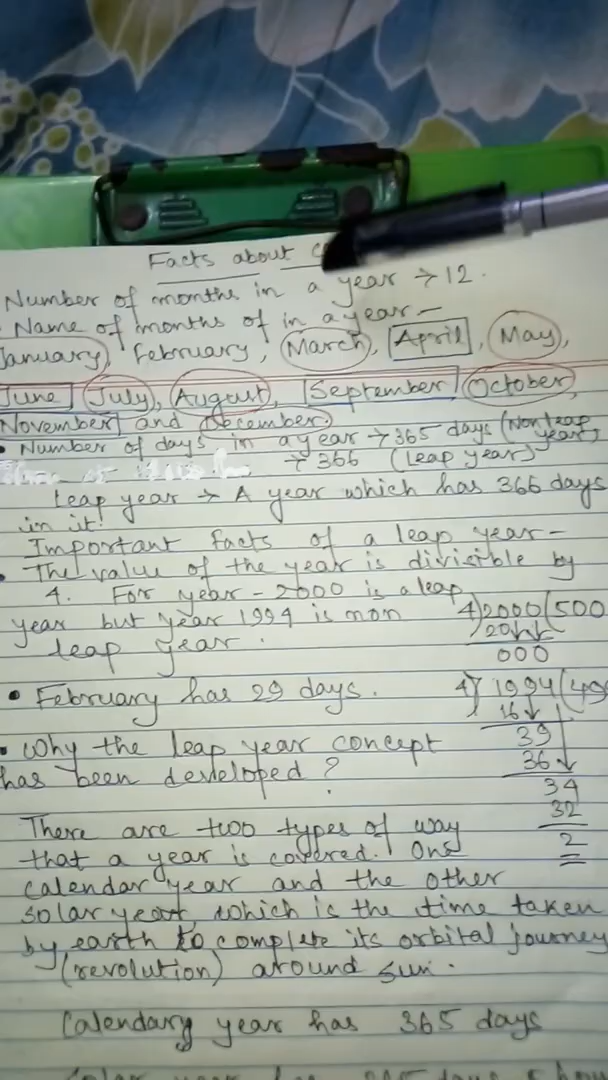 Facts about
Number of months in a year → 12.
Name of months of in a year –
January, February, March, April, May,
June, July, August, September, October,
November and December.
• Number of days in a year → 365 days (Non leap year)
→ 366 (Leap year)
Leap year → A year which has 366 days
in it!
Important facts of a leap year –
• The value of the year is divisible by
4. For year – 2000 is a leap
year but year 1994 is non
leap year.
4)2000(500
20
000
• February has 29 days.
4) 1994(49
16
39
36
34
32
2
• Why the leap year concept
has been developed?
There are two types of way
that a year is covered. One
calendar year and the other
solar year, which is the time taken
by earth to complete its orbital journey
(revolution) around sun.
Calendary year has 365 days